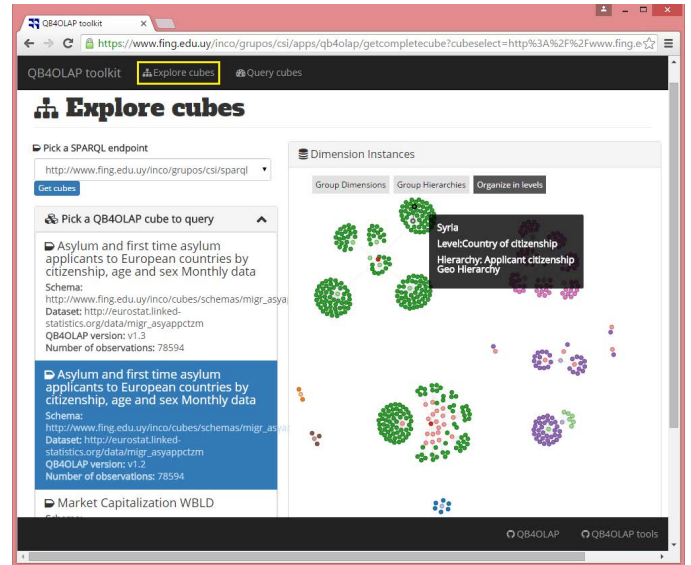 QB4OLAP toolkit
https://www.fing.edu.uy/inco/grupos/csi/apps/qb4olap/getcompletecube?cubeselect=http%3A%2F%2Fwww.fing.e
QB4OLAP toolkit Explore cubes Query cubes
Explore cubes
Pick a SPARQL endpoint
http://www.fing.edu.uy/inco/grupos/csi/sparql
Get cubes
Pick a QB4OLAP cube to query
Asylum and first time asylum
applicants to European countries by
citizenship, age and sex Monthly data
Schema:
http://www.fing.edu.uy/inco/cubes/schemas/migr_asya
Dataset: http://eurostat.linked-
statistics.org/data/migr_asyappctzm
QB4OLAP version: v1.3
Number of observations: 78594
Asylum and first time asylum
applicants to European countries by
citizenship, age and sex Monthly data
Schema:
http://www.fing.edu.uy/inco/cubes/schemas/migr_asya
Dataset: http://eurostat.linked-
statistics.org/data/migr_asyappctzm
QB4OLAP version: v1.2
Number of observations: 78594
Market Capitalization WBLD
Dimension Instances
Group Dimensions Group Hierarchies Organize in levels
Syria
Level:Country of citizenship
Hierarchy: Applicant citizenship
Geo Hierarchy
QB4OLAP QB4OLAP tools